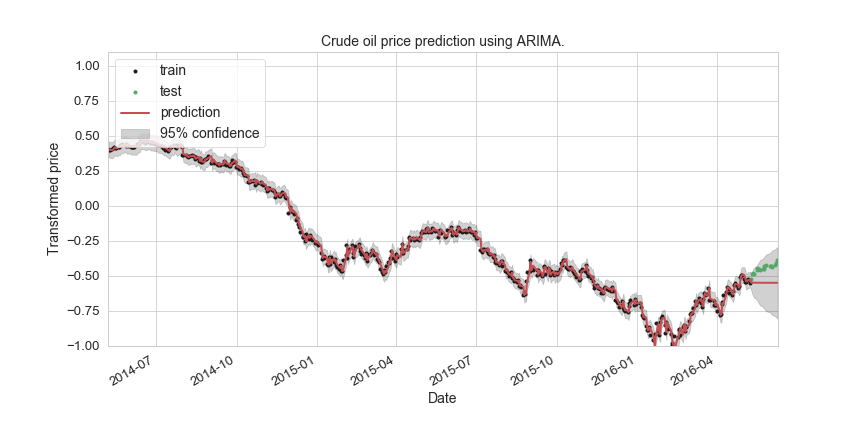 Crude oil price prediction using ARIMA.
train
test
prediction
95% confidence
Transformed price
1.00
0.75
0.50
0.25
0.00
−0.25
−0.50
−0.75
−1.00
2014-07
2014-10
2015-01
2015-04
2015-07
2015-10
2016-01
2016-04
Date